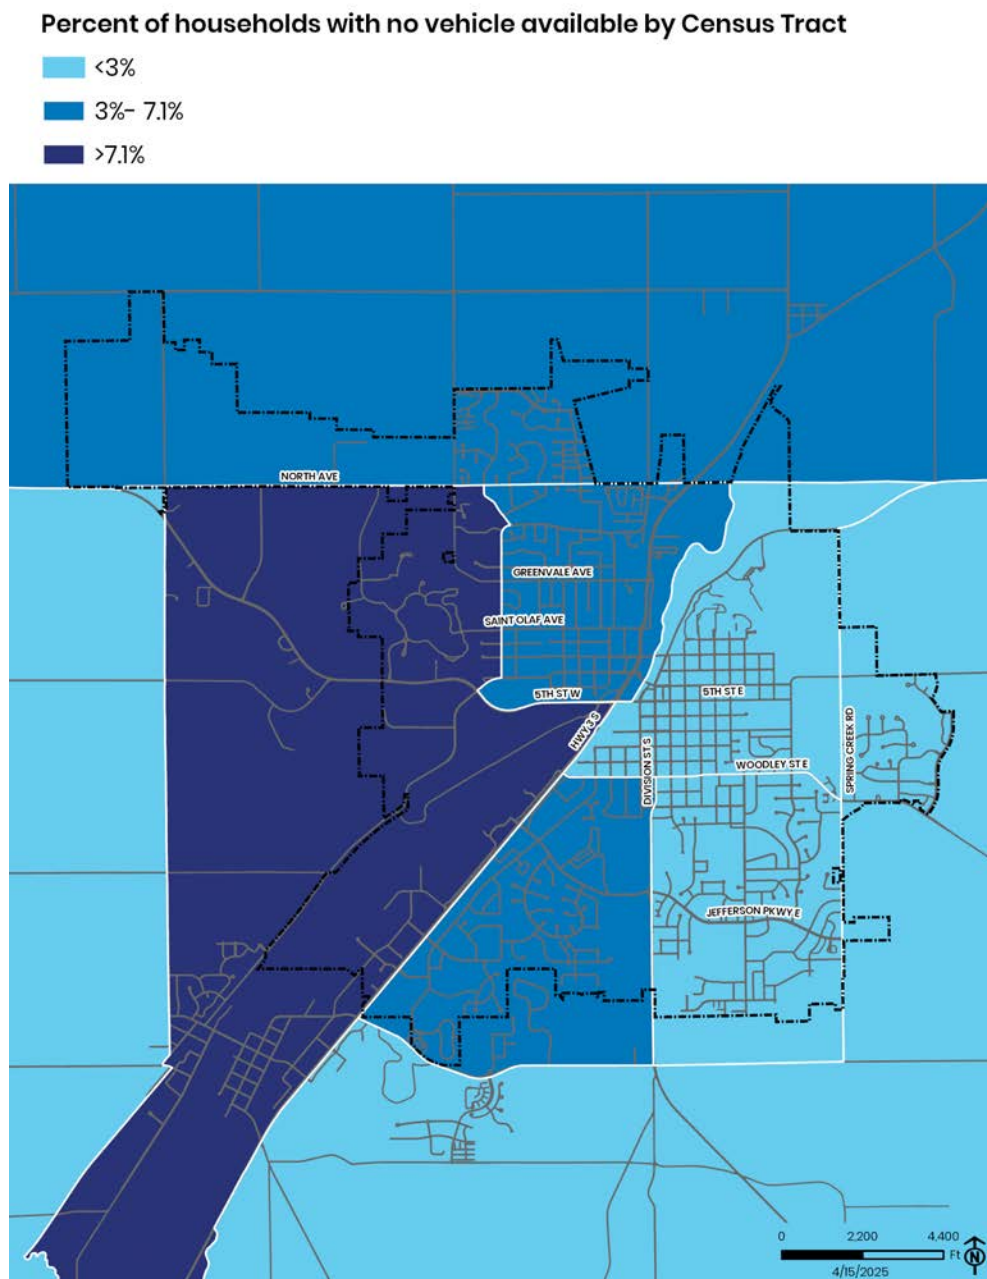 Percent of households with no vehicle available by Census Tract
<3%
3%- 7.1%
>7.1%
NORTH AVE
GREENVALE AVE
SAINT OLAF AVE
5TH ST W
5TH ST E
HWY 3 S
DIVISION ST S
WOODLEY ST E
SPRING CREEK RD
JEFFERSON PKWY E
0 2,200 4,400
Ft
N
4/15/2025